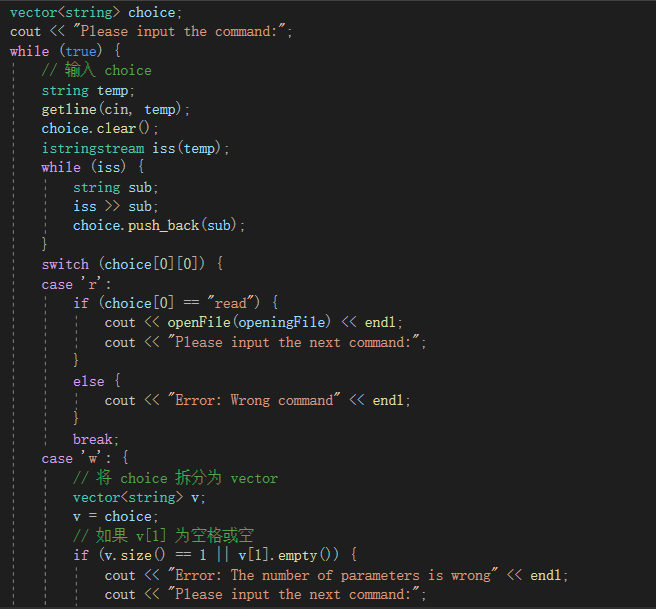 vector<string> choice;
cout << "Please input the command:";
while (true) {
    // 输入 choice
    string temp;
    getline(cin, temp);
    choice.clear();
    istringstream iss(temp);
    while (iss) {
        string sub;
        iss >> sub;
        choice.push_back(sub);
    }
    switch (choice[0][0]) {
    case 'r':
        if (choice[0] == "read") {
            cout << openFile(openingFile) << endl;
            cout << "Please input the next command:";
        }
        else {
            cout << "Error: Wrong command" << endl;
        }
        break;
    case 'w': {
        // 将 choice 拆分为 vector
        vector<string> v;
        v = choice;
        // 如果 v[1] 为空格或空
        if (v.size() == 1 || v[1].empty()) {
            cout << "Error: The number of parameters is wrong" << endl;
            cout << "Please input the next command:";